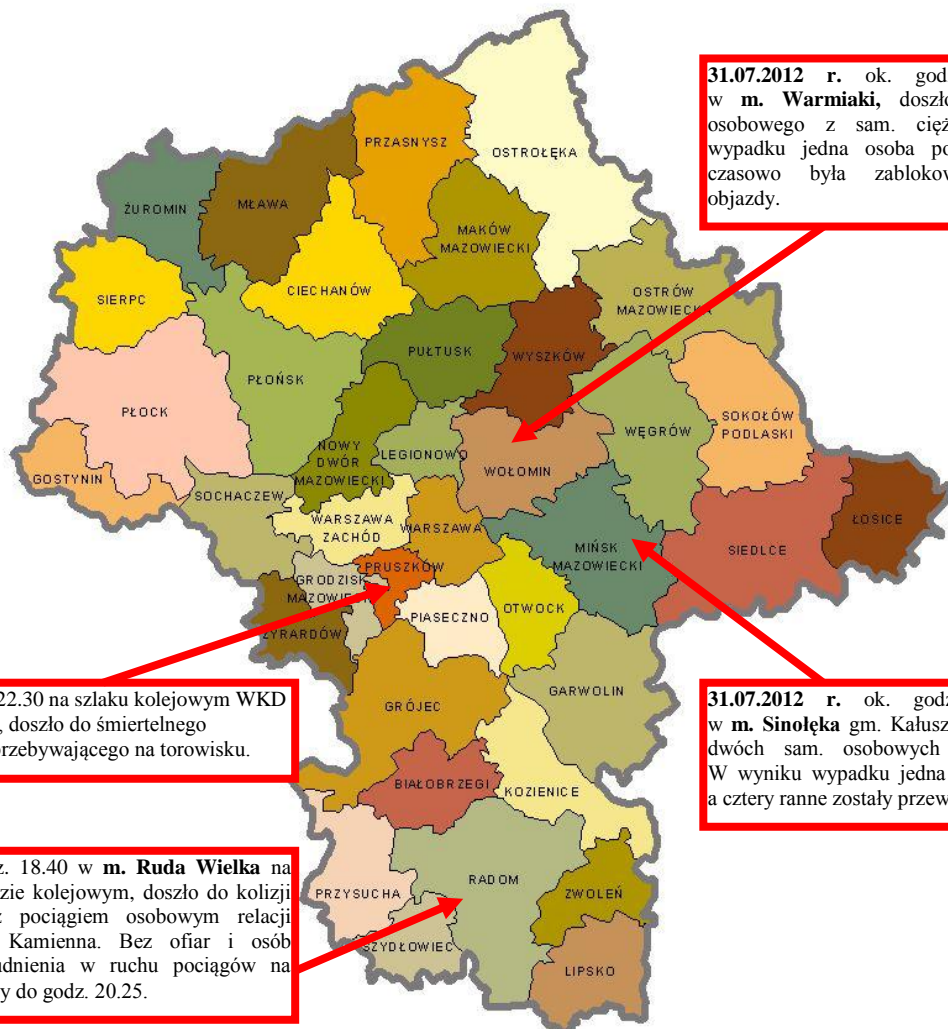 31.07.2012 r. ok. godz
w m. Warmiaki, doszło
osobowego z sam. cięż
wypadku jedna osoba po
czasowo była zablokow
objazdy.
PRZASNYSZ
OSTROŁĘKA
ŻUROMIN
MŁAWA
MAKÓW
MAZOWIECKI
SIERPC
CIECHANÓW
OSTRÓW
MAZOWIECKA
PUŁTUSK
WYSZKÓW
PŁOŃSK
PŁOCK
SOKOŁÓW
PODLASKI
WĘGRÓW
NOWY
DWÓR
MAZOWIECKI
LEGIONOWO
WOŁOMIN
GOSTYNIN
SOCHACZEW
WARSZAWA
ZACHÓD
WARSZAWA
ŁOSICE
SIEDLCE
MIŃSK
MAZOWIECKI
PRUSZKÓW
GRODZISK
MAZOWIECKI
OTWOCK
PIASECZNO
ŻYRARDÓW
GARWOLIN
GRÓJEC
22.30 na szlaku kolejowym WKD
, doszło do śmiertelnego
przebywającego na torowisku.
31.07.2012 r. ok. godz
w m. Sinołęka gm. Kałusz
dwóch sam. osobowych
W wyniku wypadku jedna
a cztery ranne zostały przew
BIAŁOBRZEGI
KOZIENICE
z. 18.40 w m. Ruda Wielka na
zie kolejowym, doszło do kolizji
z pociągiem osobowym relacji
Kamienna. Bez ofiar i osób
udnienia w ruchu pociągów na
y do godz. 20.25.
PRZYSUCHA
RADOM
ZWOLEŃ
SZYDŁOWIEC
LIPSKO